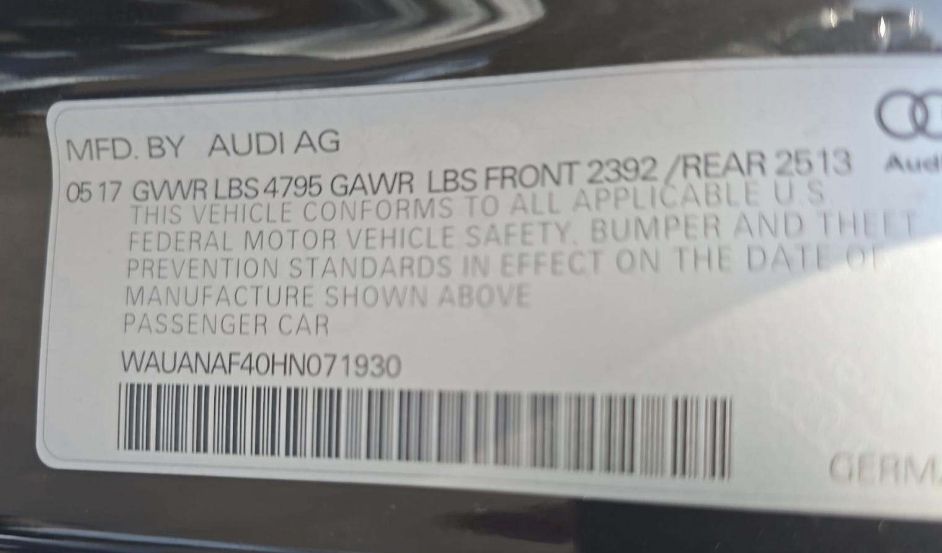 MFD. BY AUDI AG
Aud
05 17 GVWR LBS 4795 GAWR LBS FRONT 2392 / REAR 2513
THIS VEHICLE CONFORMS TO ALL APPLICABLE U.S.
FEDERAL MOTOR VEHICLE SAFETY, BUMPER AND THEFT
PREVENTION STANDARDS IN EFFECT ON THE DATE OF
MANUFACTURE SHOWN ABOVE
PASSENGER CAR
WAUANAF40HN071930
GERMA